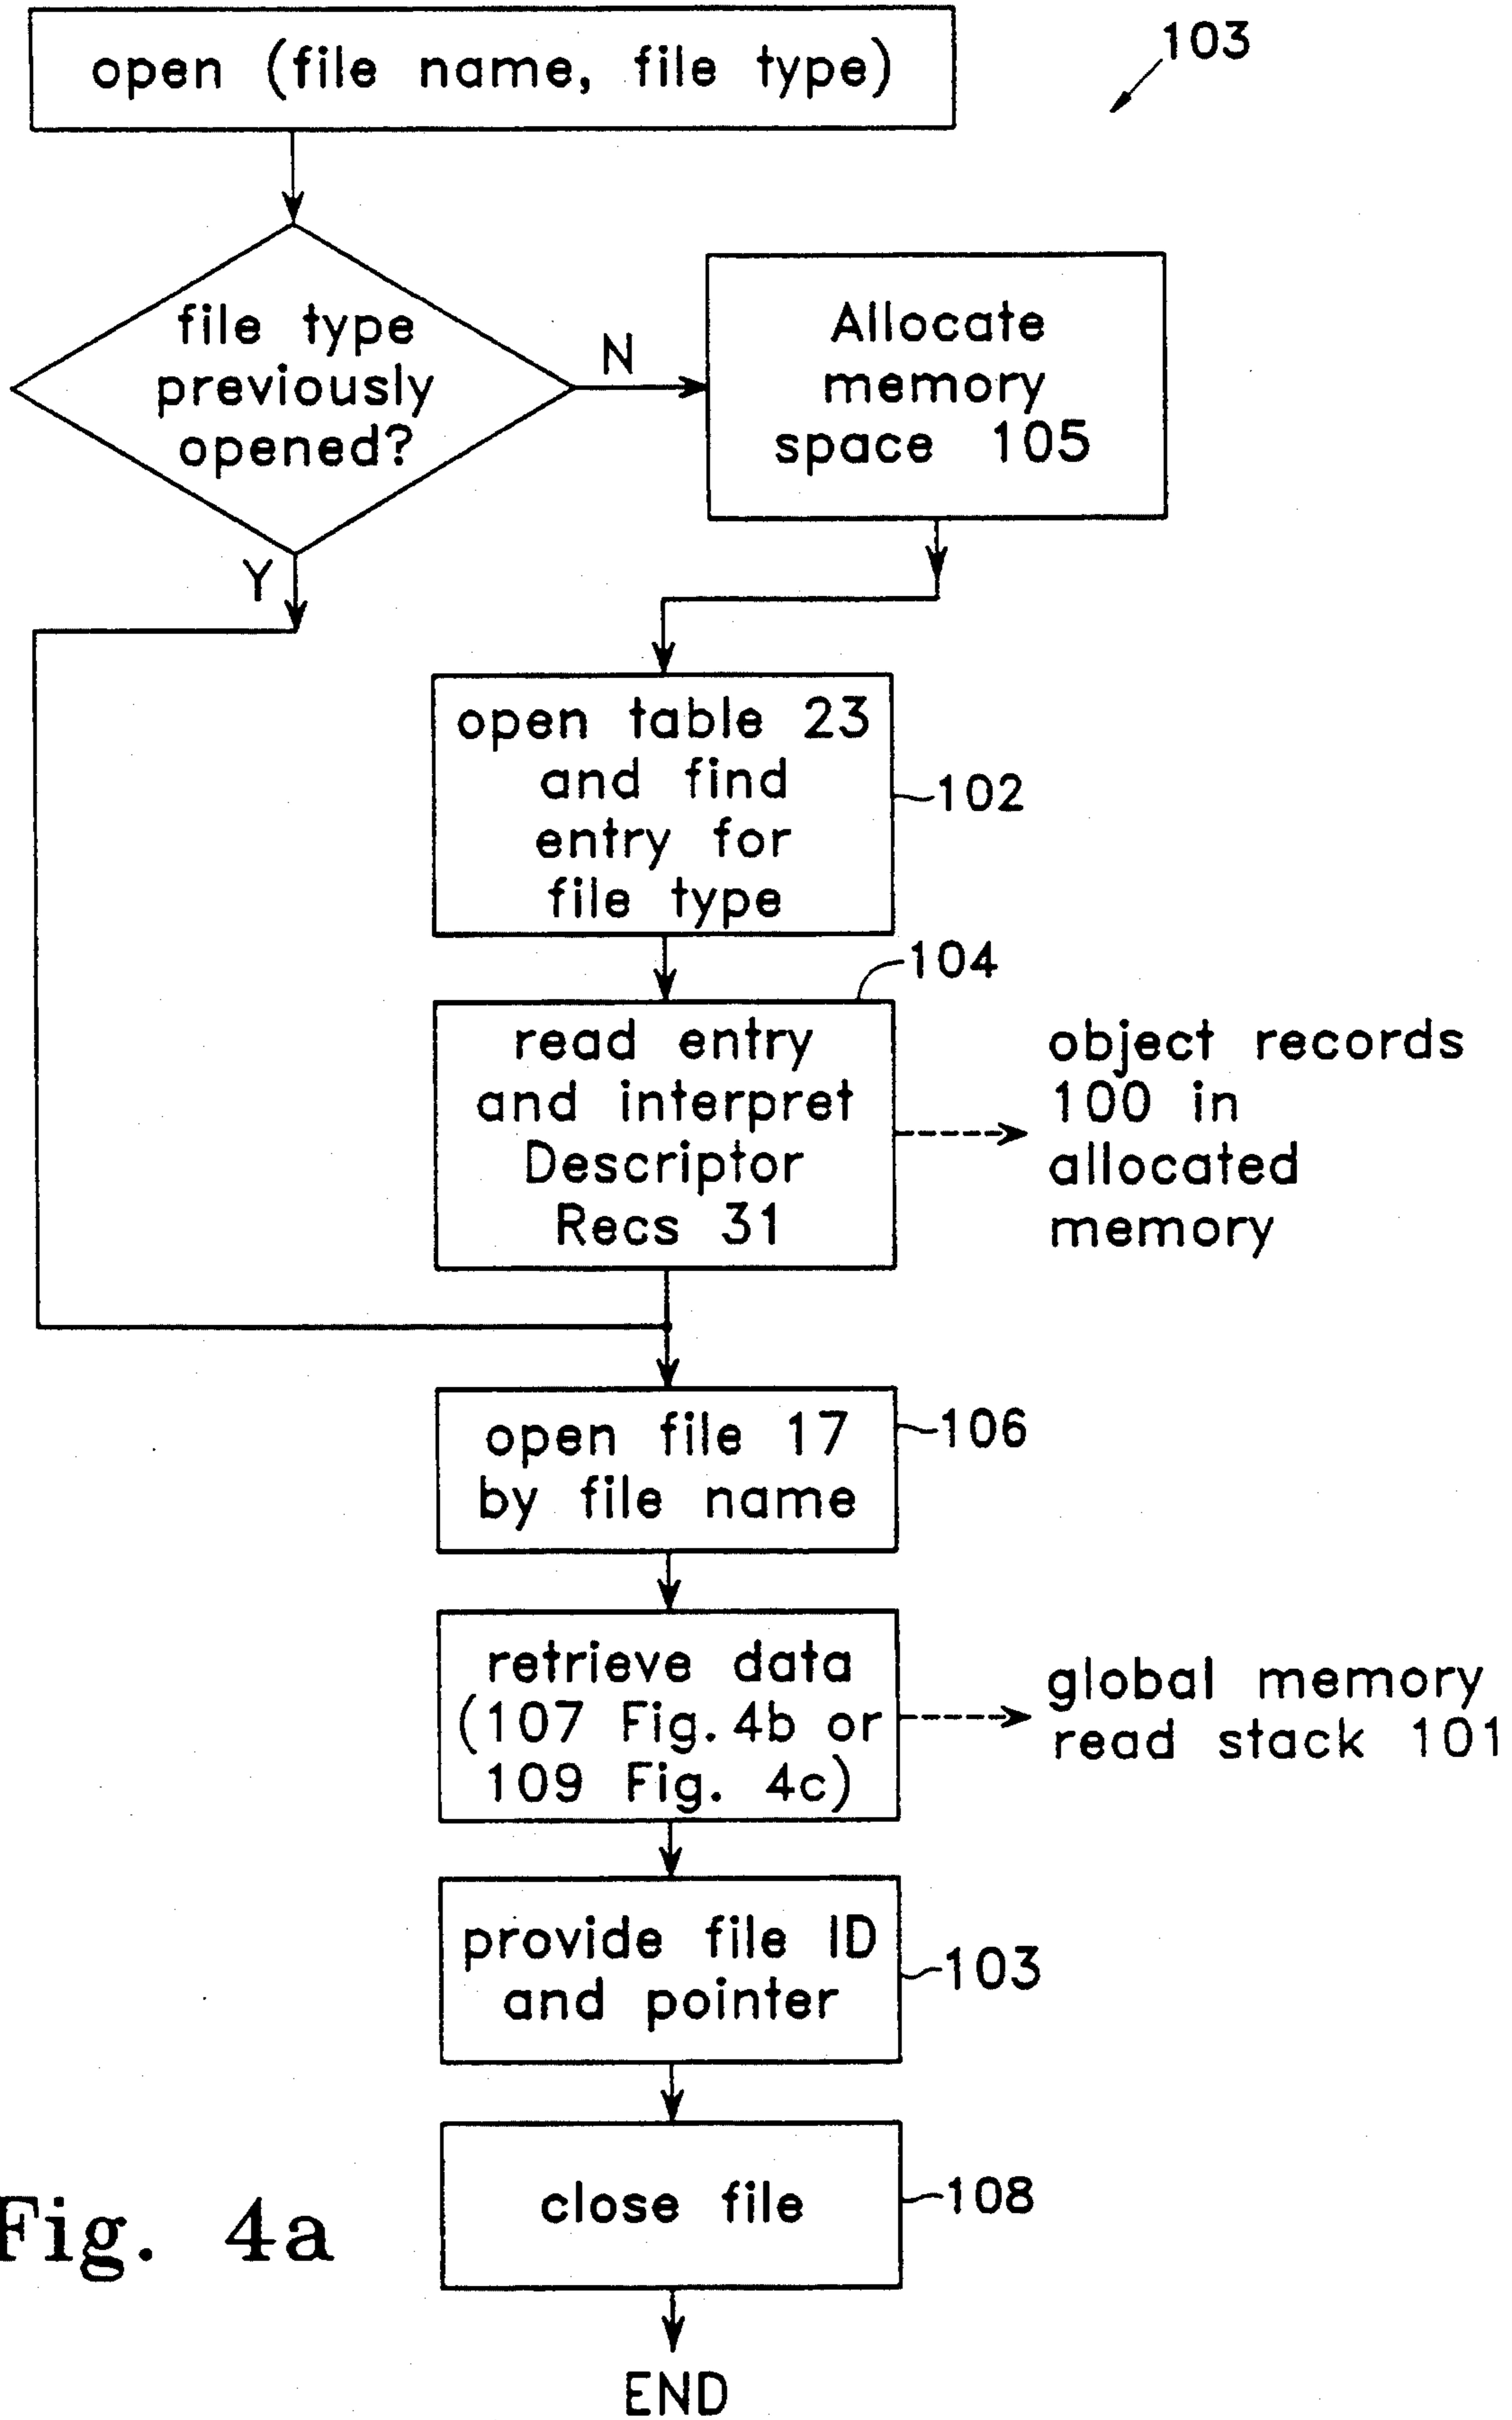 open (file name, file type)
103
file type
previously
opened?
N
Y
Allocate
memory
space 105
open table 23
and find
entry for
file type
102
104
read entry
and interpret
Descriptor
Recs 31
object records
100 in
allocated
memory
open file 17
by file name
106
retrieve data
(107 Fig. 4b or
109 Fig. 4c)
global memory
read stack 101
provide file ID
and pointer
103
close file
108
Fig. 4a
END